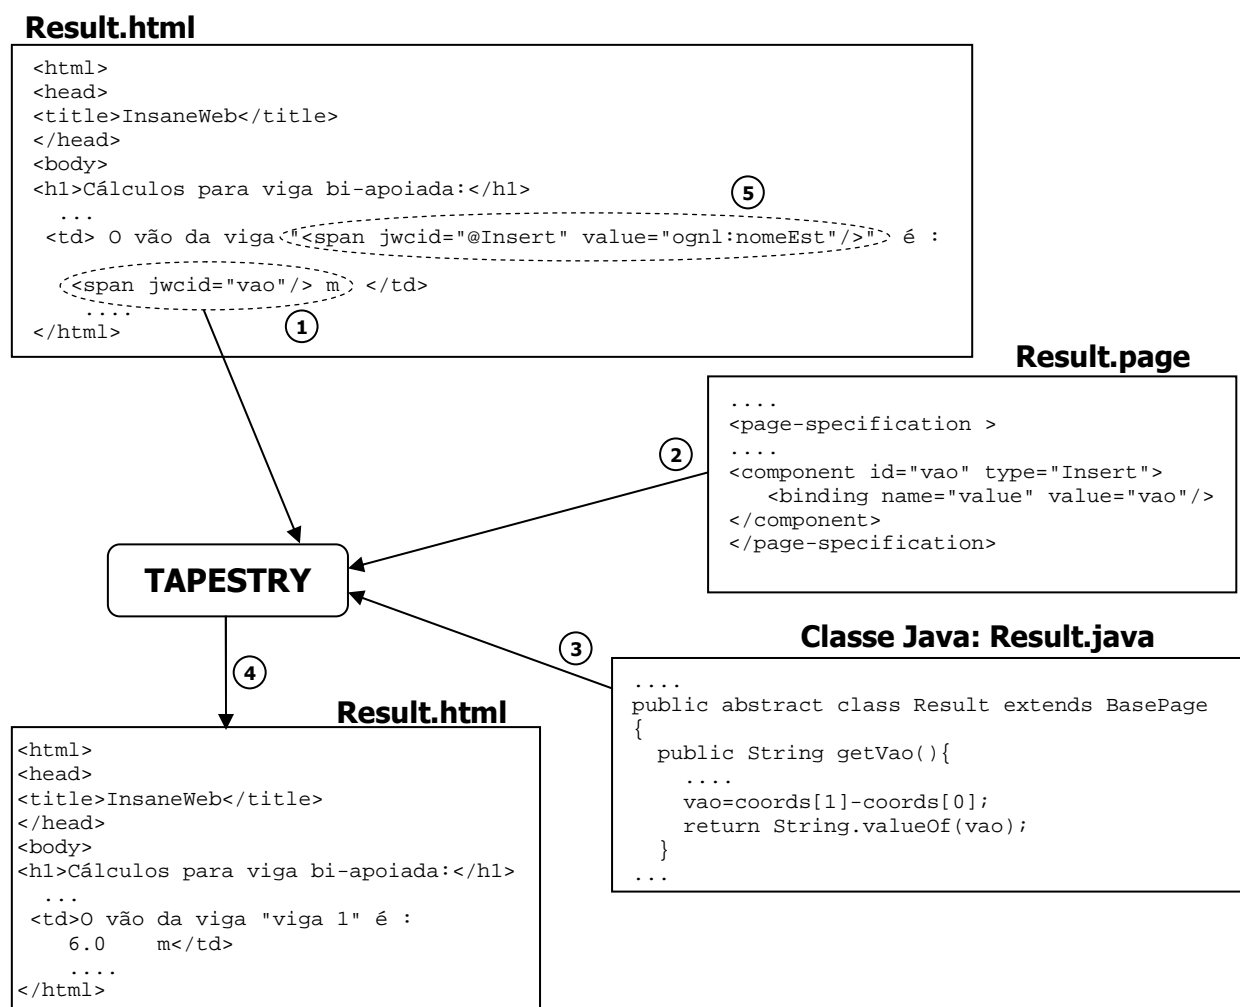 Result.html
<html>
<head>
<title>InsaneWeb</title>
</head>
<body>
<h1>Cálculos para viga bi-apoiada:</h1>
...
5
<td> O vão da viga "<span jwcid="@Insert" value="ognl:nomeEst"/>" é :
<span jwcid="vao"/> m </td>
....
1
</html>
Result.page
....
<page-specification >
....
<component id="vao" type="Insert">
<binding name="value" value="vao"/>
</component>
</page-specification>
2
TAPESTRY
3
4
Classe Java: Result.java
....
public abstract class Result extends BasePage
{
public String getVao(){
....
vao=coords[1]-coords[0];
return String.valueOf(vao);
}
...
Result.html
<html>
<head>
<title>InsaneWeb</title>
</head>
<body>
<h1>Cálculos para viga bi-apoiada:</h1>
...
<td>O vão da viga "viga 1" é :
6.0 m</td>
....
</html>